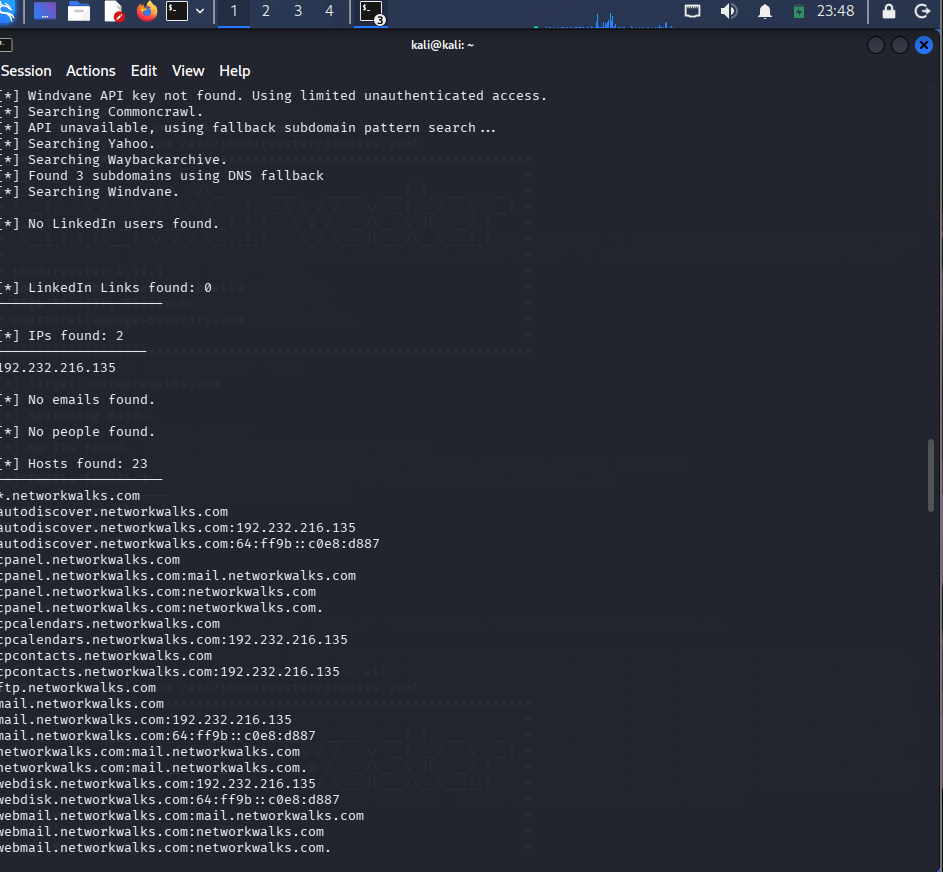 1 2 3 4
3
23:48
kali@kali: ~
Session Actions Edit View Help
[*] Windvane API key not found. Using limited unauthenticated access.
[*] Searching Commoncrawl.
[*] API unavailable, using fallback subdomain pattern search...
[*] Searching Yahoo.
[*] Searching Waybackarchive.
[*] Found 3 subdomains using DNS fallback
[*] Searching Windvane.
[*] No LinkedIn users found.
[*] LinkedIn Links found: 0
[*] IPs found: 2
192.232.216.135
[*] No emails found.
[*] No people found.
[*] Hosts found: 23
*.networkwalks.com
autodiscover.networkwalks.com
autodiscover.networkwalks.com:192.232.216.135
autodiscover.networkwalks.com:64:ff9b::c0e8:d887
cpanel.networkwalks.com
cpanel.networkwalks.com:mail.networkwalks.com
cpanel.networkwalks.com:networkwalks.com
cpanel.networkwalks.com:networkwalks.com.
cpcalendars.networkwalks.com
cpcalendars.networkwalks.com:192.232.216.135
cpcontacts.networkwalks.com
cpcontacts.networkwalks.com:192.232.216.135
ftp.networkwalks.com
mail.networkwalks.com
mail.networkwalks.com:192.232.216.135
mail.networkwalks.com:64:ff9b::c0e8:d887
networkwalks.com:mail.networkwalks.com
networkwalks.com:mail.networkwalks.com.
webdisk.networkwalks.com:192.232.216.135
webdisk.networkwalks.com:64:ff9b::c0e8:d887
webmail.networkwalks.com:mail.networkwalks.com
webmail.networkwalks.com:networkwalks.com
webmail.networkwalks.com:networkwalks.com.